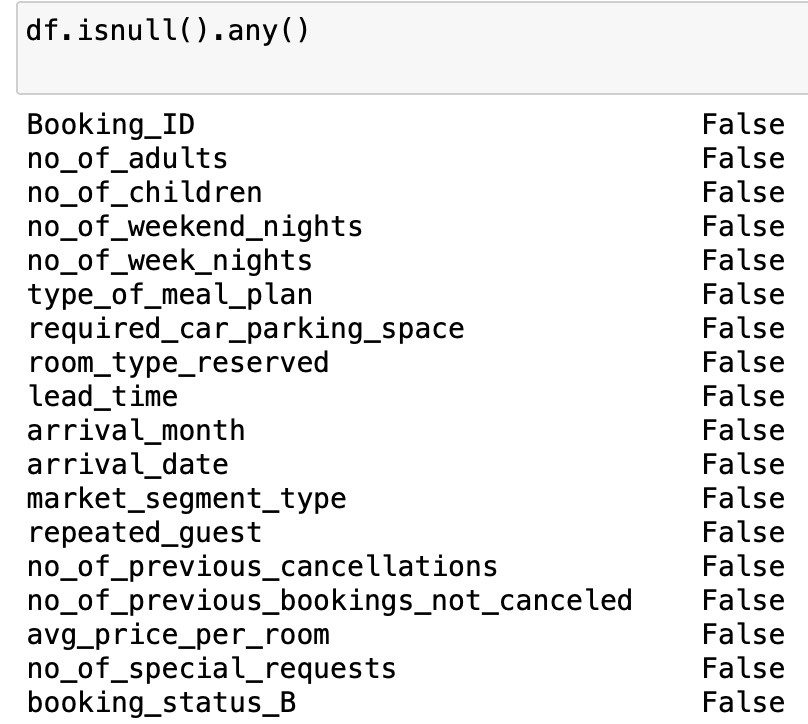 df.isnull().any()
Booking_ID False
no_of_adults False
no_of_children False
no_of_weekend_nights False
no_of_week_nights False
type_of_meal_plan False
required_car_parking_space False
room_type_reserved False
lead_time False
arrival_month False
arrival_date False
market_segment_type False
repeated_guest False
no_of_previous_cancellations False
no_of_previous_bookings_not_canceled False
avg_price_per_room False
no_of_special_requests False
booking_status_B False